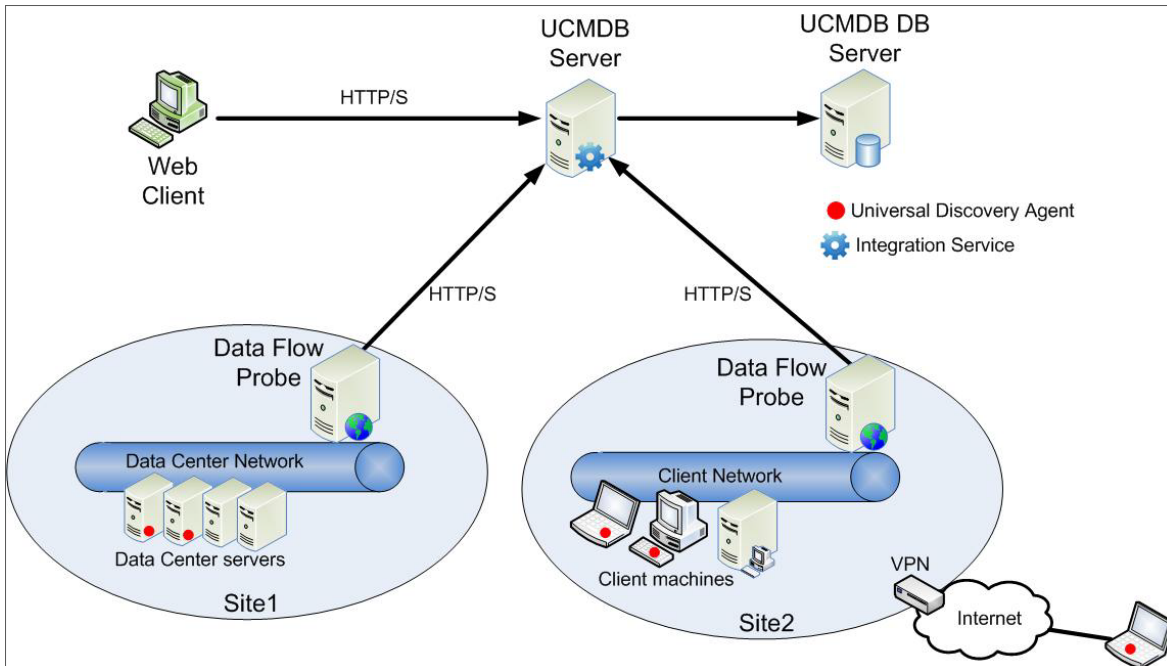 UCMDB
Server
UCMDB DB
Server
HTTP/S
Web
Client
Universal Discovery Agent
Integration Service
HTTP/S
HTTP/S
Data Flow
Probe
Data Flow
Probe
Data Center Network
Client Network
Data Center servers
Client machines
VPN
Site1
Site2
Internet